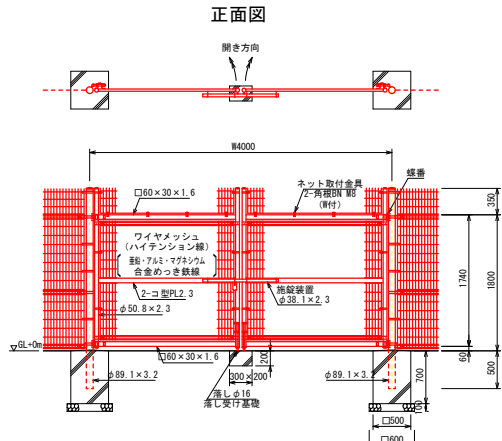 正面図
開き方向
W4000
□60×30×1.6
ネット取付金具
2-角根BN M8
(W付)
蝶番
350
ワイヤメッシュ
(ハイテンション線)
亜鉛・アルミ・マグネシウム
合金めっき鉄線
1740
1800
2-コ型PL2.3
施錠装置
φ38.1×2.3
φ50.8×2.3
GL+0m
□60×30×1.6
200
60
φ89.1×3.2
300×200
φ89.1×3.2
700
500
落しφ16
落し受け基礎
100
□500
□600